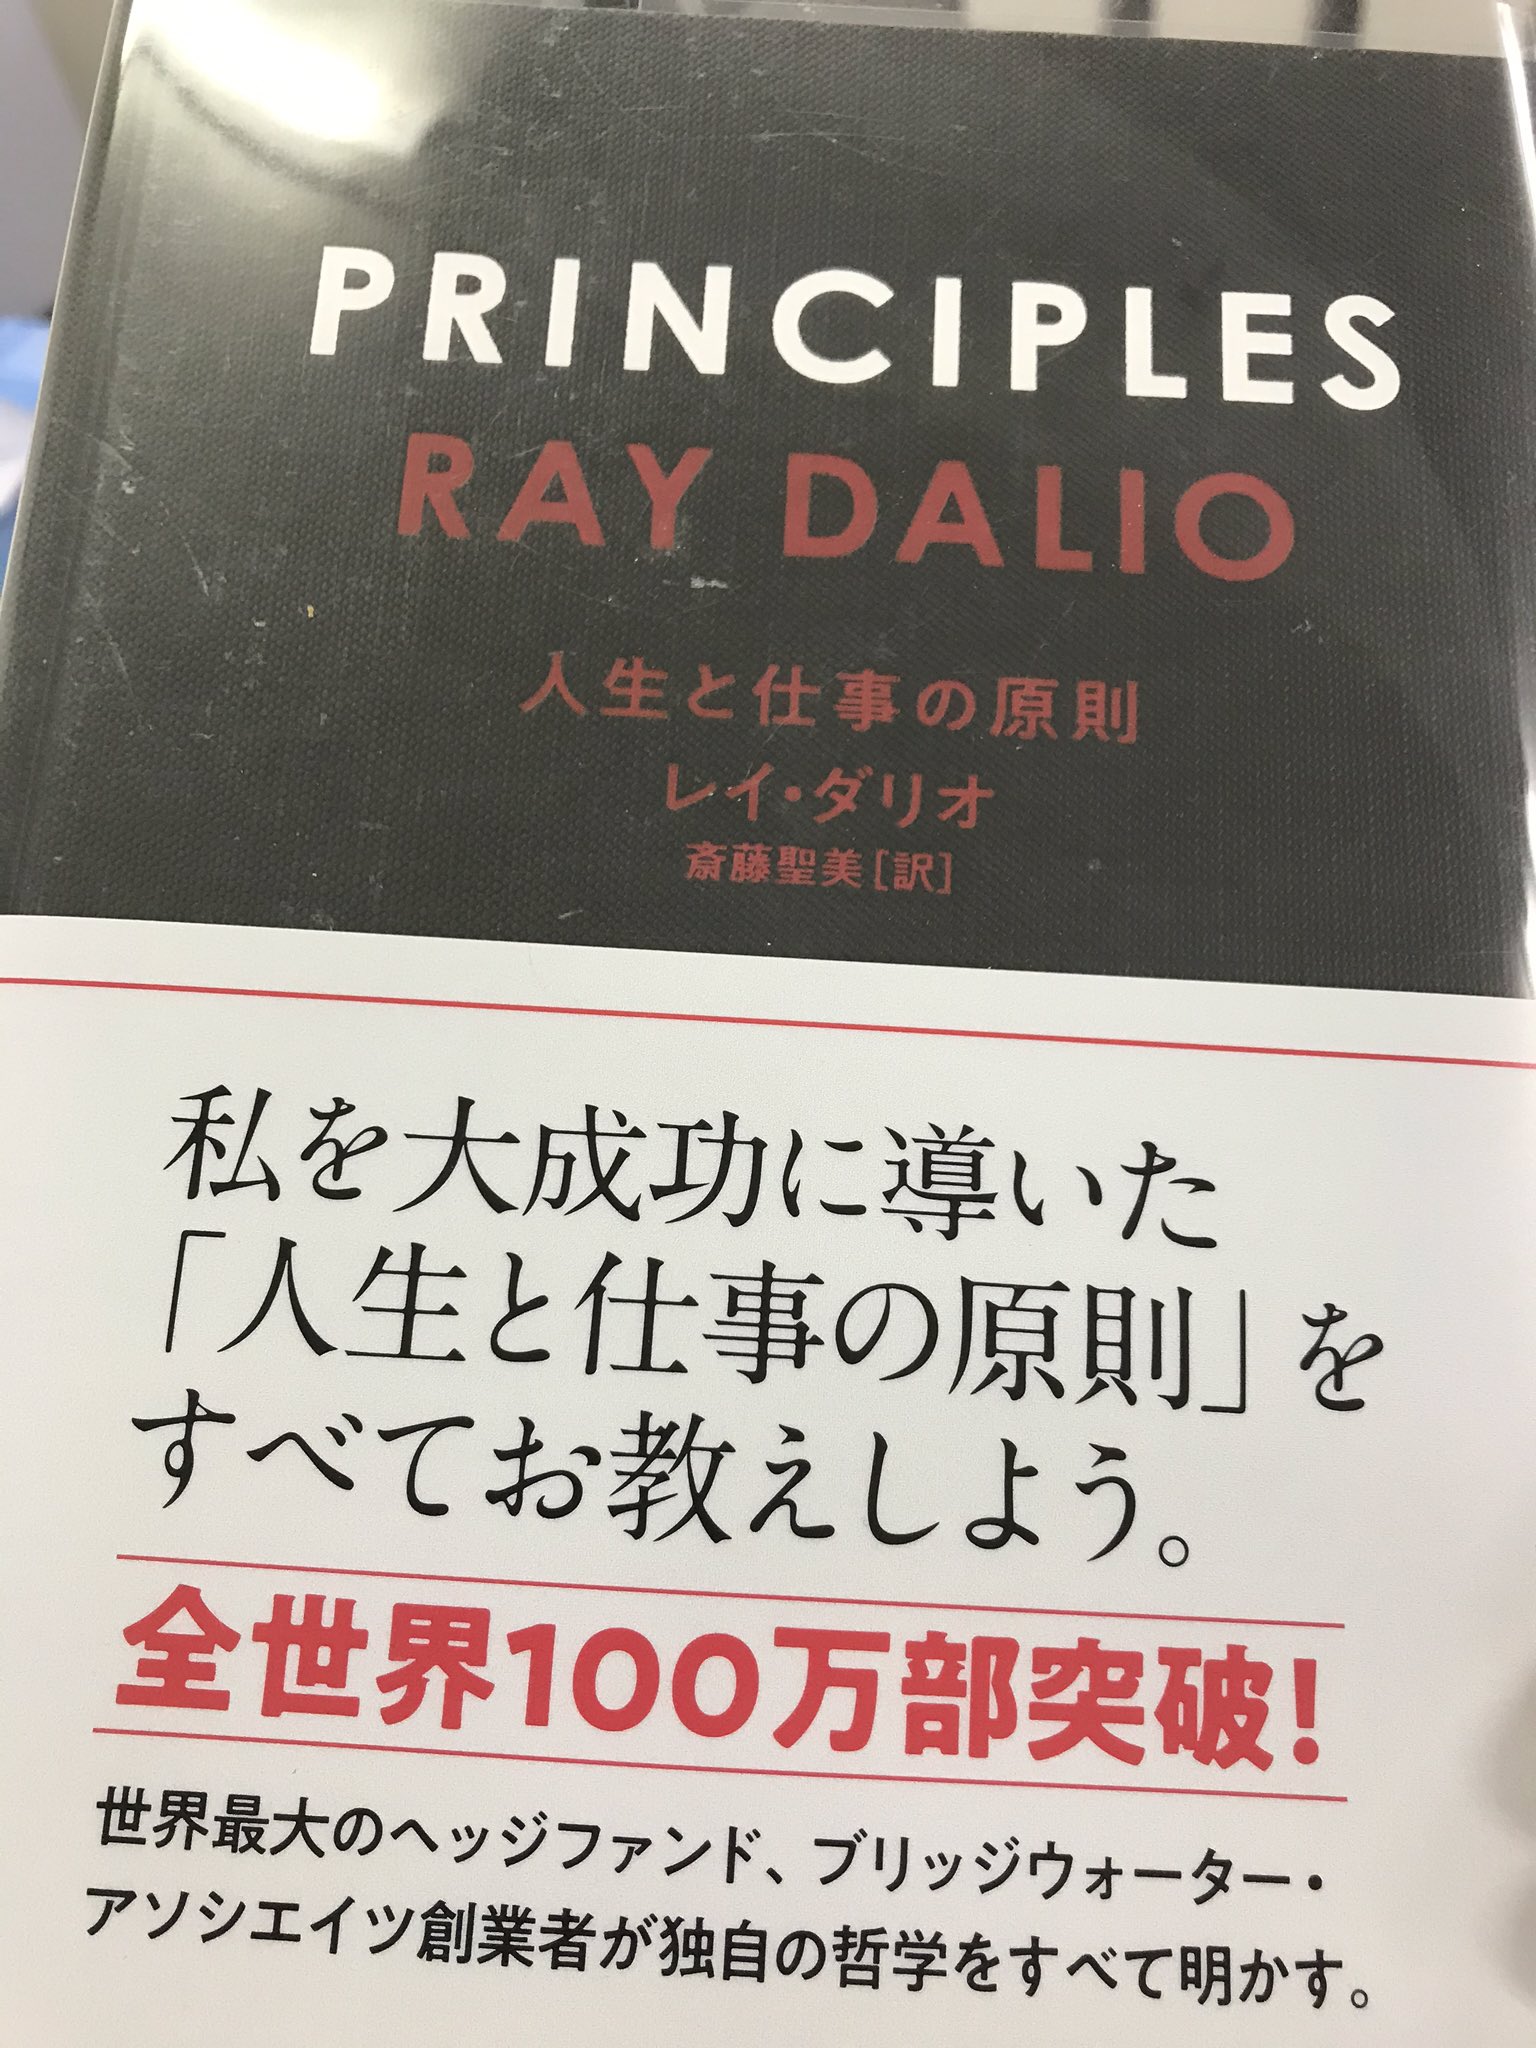 PRINCIPLES
RAY DALIO
人生と仕事の原則
レイ・ダリオ
斎藤聖美[訳]
私を大成功に導いた
「人生と仕事の原則」を
すべてお教えしよう。
全世界100万部突破!
世界最大のヘッジファンド、ブリッジウォーター・
アソシエイツ創業者が独自の哲学をすべて明かす。